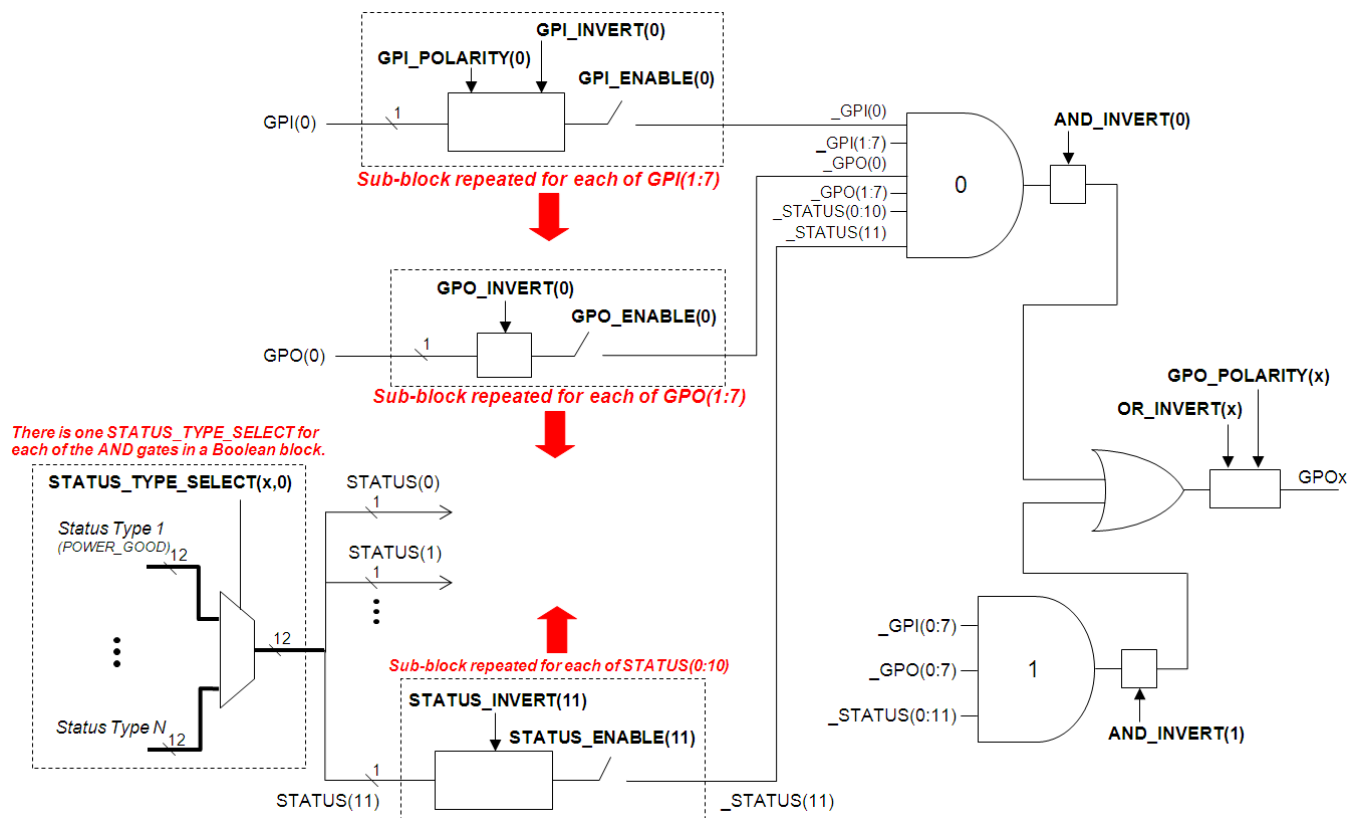 GPI_INVERT(0)
GPI_POLARITY(0)
GPI_ENABLE(0)
GPI(0)
1
Sub-block repeated for each of GPI(1:7)
_GPI(0)
_GPI(1:7)
_GPO(0)
_GPO(1:7)
_STATUS(0:10)
_STATUS(11)
0
AND_INVERT(0)
GPO_INVERT(0)
GPO_ENABLE(0)
GPO(0)
1
Sub-block repeated for each of GPO(1:7)
GPO_POLARITY(x)
OR_INVERT(x)
GPOx
There is one STATUS_TYPE_SELECT for
each of the AND gates in a Boolean block.
STATUS_TYPE_SELECT(x,0)
Status Type 1
(POWER_GOOD)
12
12
Status Type N
12
STATUS(0)
1
STATUS(1)
1
Sub-block repeated for each of STATUS(0:10)
STATUS_INVERT(11)
STATUS_ENABLE(11)
1
STATUS(11)
_STATUS(11)
_GPI(0:7)
_GPO(0:7)
_STATUS(0:11)
1
AND_INVERT(1)